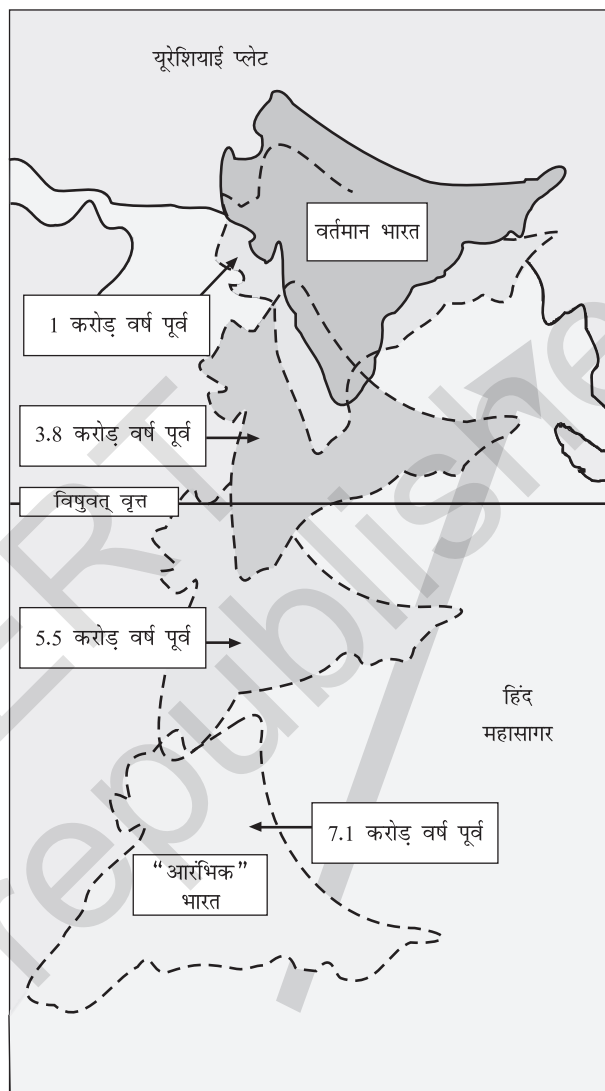 यूरेशियाई प्लेट
वर्तमान भारत
1 करोड़ वर्ष पूर्व
3.8 करोड़ वर्ष पूर्व
विषुवत् वृत्त
5.5 करोड़ वर्ष पूर्व
हिंद
महासागर
7.1 करोड़ वर्ष पूर्व
“आरंभिक”
भारत